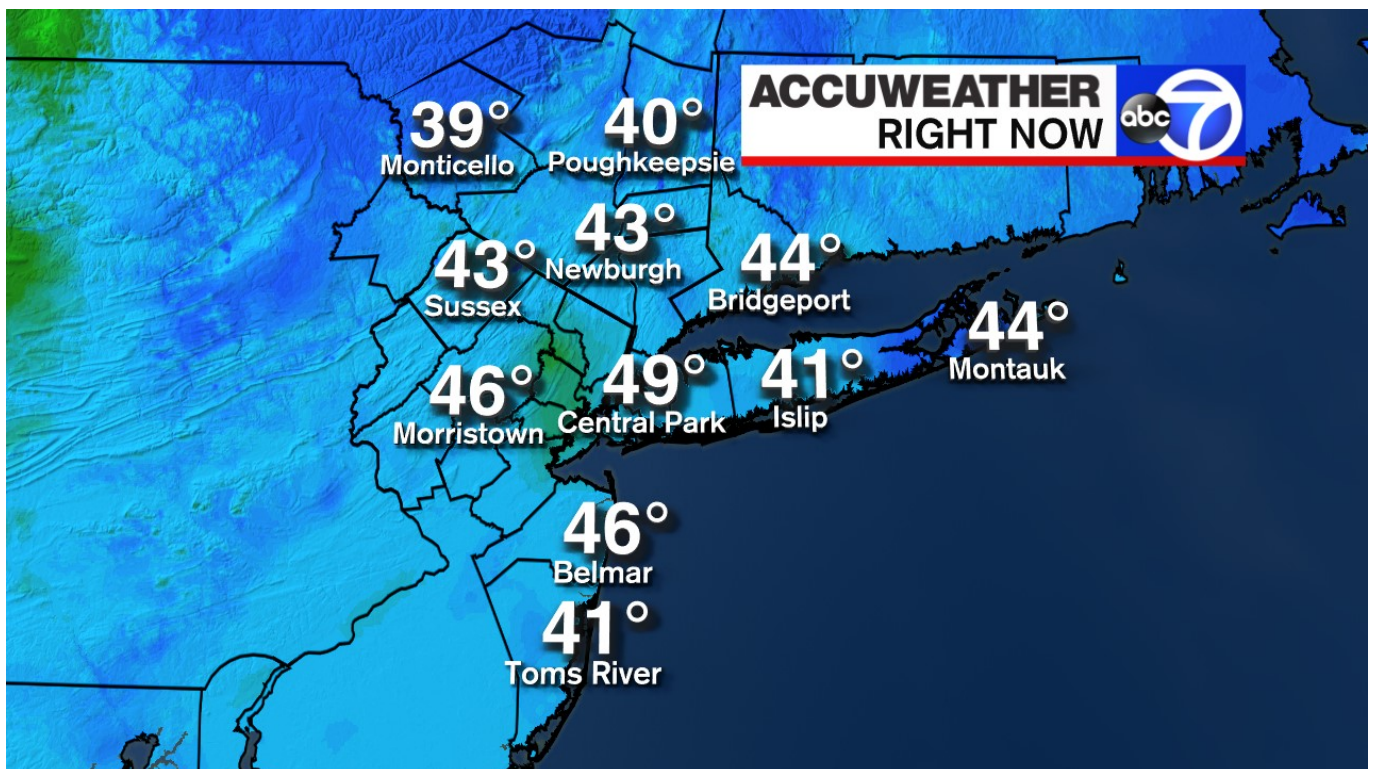 ACCUWEATHER
RIGHT NOW
abc 7
39°
Monticello
40°
Poughkeepsie
43°
Newburgh
43°
Sussex
44°
Bridgeport
44°
Montauk
46°
Morristown
49°
Central Park
41°
Islip
46°
Belmar
41°
Toms River